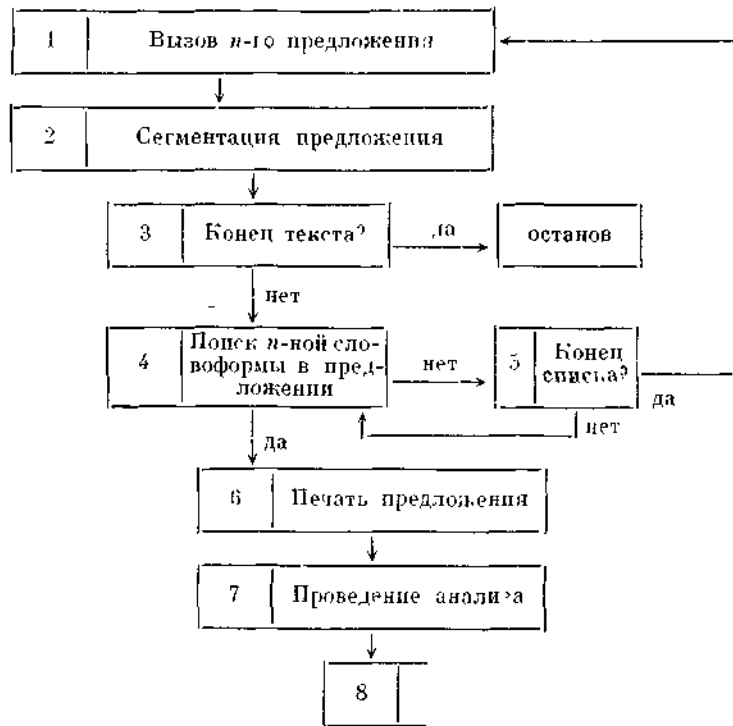 1 Вызов n-го предложения
2 Сегментация предложения
3 Конец текста?
да
останов
нет
4 Поиск n-ной сло-
воформы в пред-
ложении
нет
5 Конец
списка?
да
нет
да
6 Печать предложения
7 Проведение анализа
8